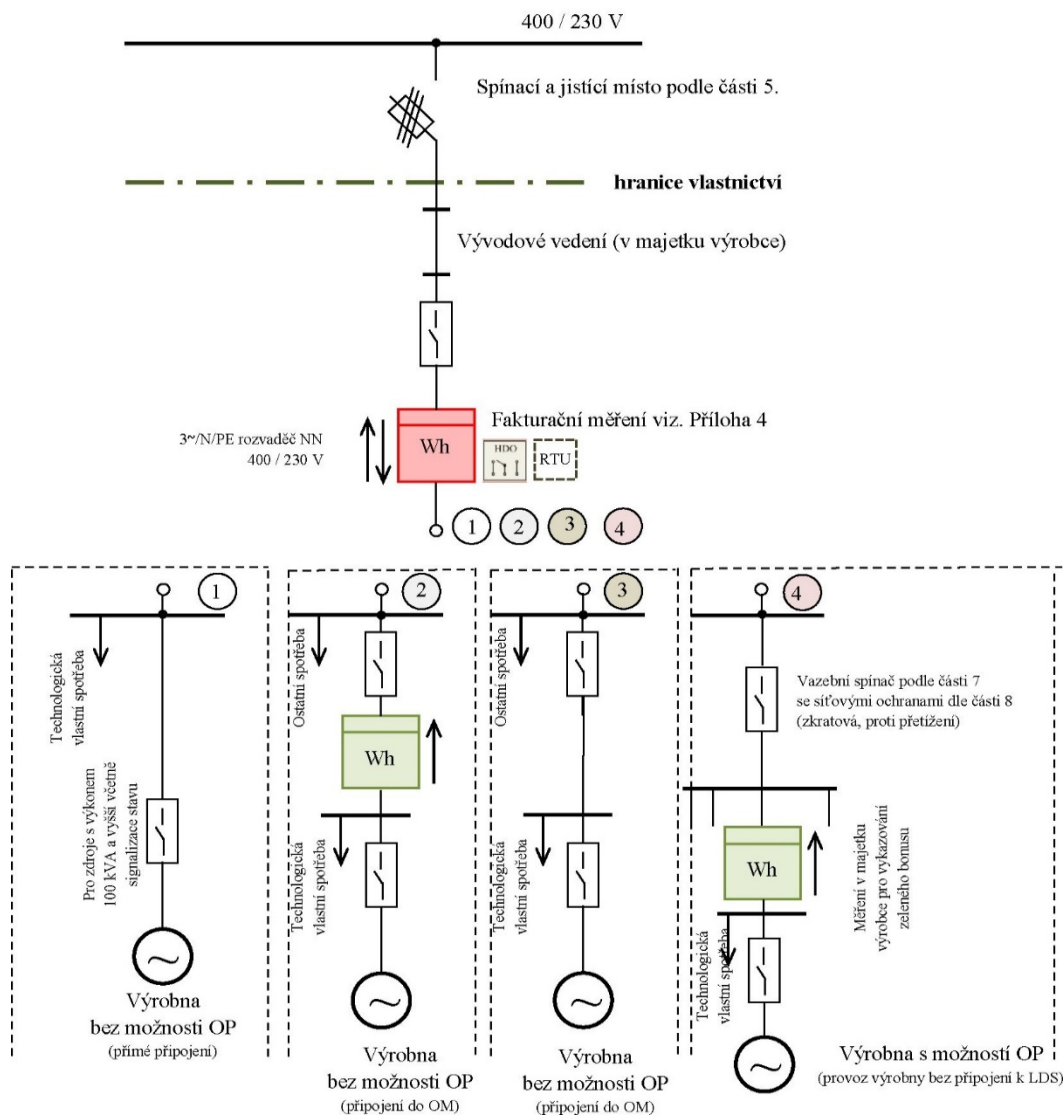 400 / 230 V
Spínací a jistící místo podle části 5.
hranice vlastnictví
Vývodové vedení (v majetku výrobce)
Fakturační měření viz. Příloha 4
3~/N/PE rozvaděč NN
400 / 230 V
Wh
HDO
RTU
1
2
3
4
1
Technologická
vlastní spotřeba
Pro zdroje s výkonem
100 kVA a vyšší včetně
signalizace stavu
Výrobna
bez možnosti OP
(přímé připojení)
2
Ostatní spotřeba
Wh
Technologická
vlastní spotřeba
Výrobna
bez možnosti OP
(připojení do OM)
3
Ostatní spotřeba
Technologická
vlastní spotřeba
Výrobna
bez možnosti OP
(připojení do OM)
4
Vazební spínač podle části 7
se síťovými ochranami dle části 8
(zkratová, proti přetížení)
Wh
Měření v majetku
výrobce pro vykazování
zeleného bonusu
Technologická
vlastní spotřeba
Výrobna s možností OP
(provoz výrobny bez připojení k LDS)